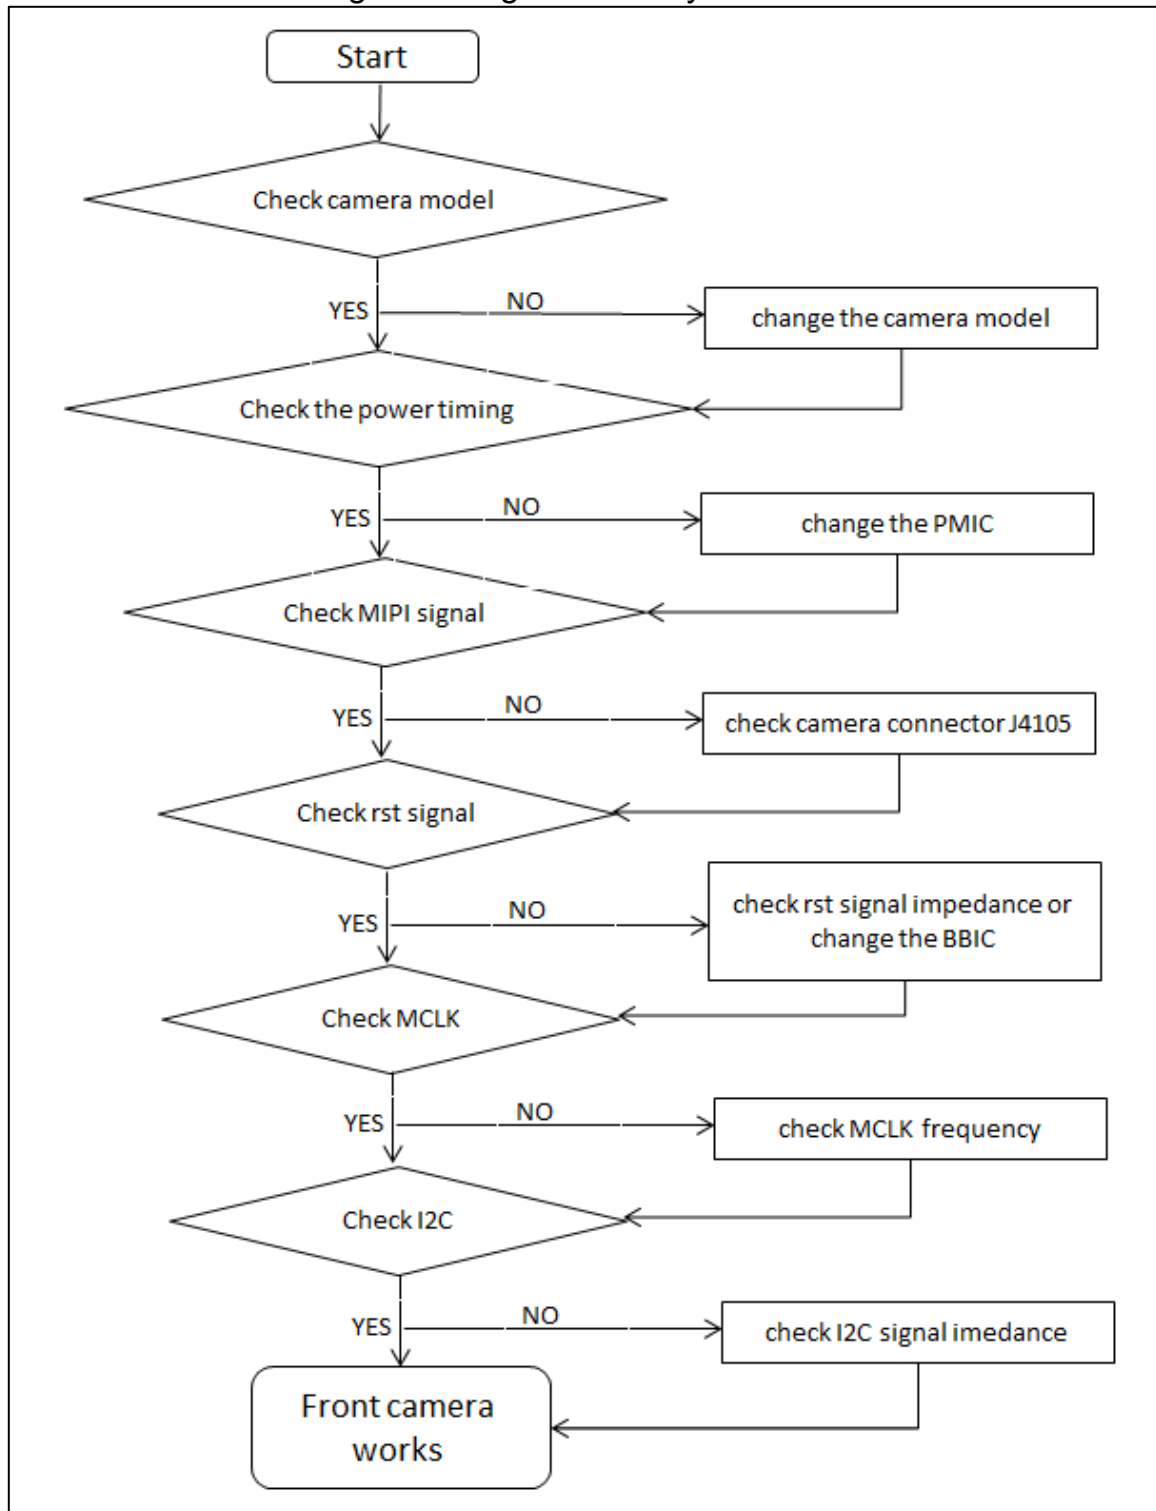 Start
Check camera model
YES
NO
change the camera model
Check the power timing
YES
NO
change the PMIC
Check MIPI signal
YES
NO
check camera connector J4105
Check rst signal
YES
NO
check rst signal impedance or
change the BBIC
Check MCLK
YES
NO
check MCLK frequency
Check I2C
YES
NO
check I2C signal imedance
Front camera
works